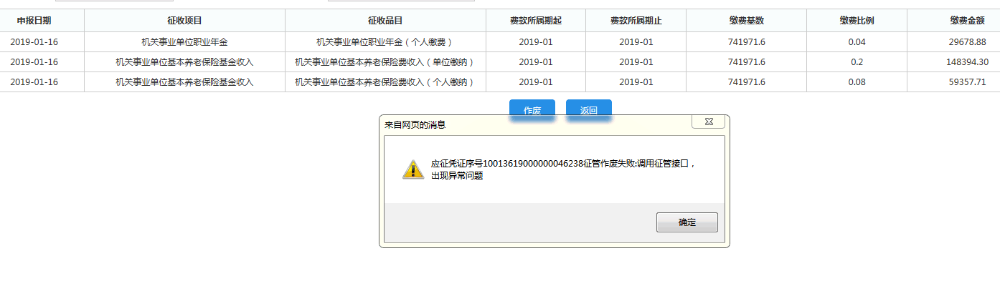 申报日期 征收项目 征收品目 费款所属期起 费款所属期止 缴费基数 缴费比例 缴费金额
2019-01-16 机关事业单位职业年金 机关事业单位职业年金（个人缴费） 2019-01 2019-01 741971.6 0.04 29678.88
2019-01-16 机关事业单位基本养老保险基金收入 机关事业单位基本养老保险费收入（单位缴纳） 2019-01 2019-01 741971.6 0.2 148394.30
2019-01-16 机关事业单位基本养老保险基金收入 机关事业单位基本养老保险费收入（个人缴纳） 2019-01 2019-01 741971.6 0.08 59357.71
作废 返回
来自网页的消息
应征凭证序号10013619000000046238征管作废失败:调用征管接口，
出现异常问题
确定